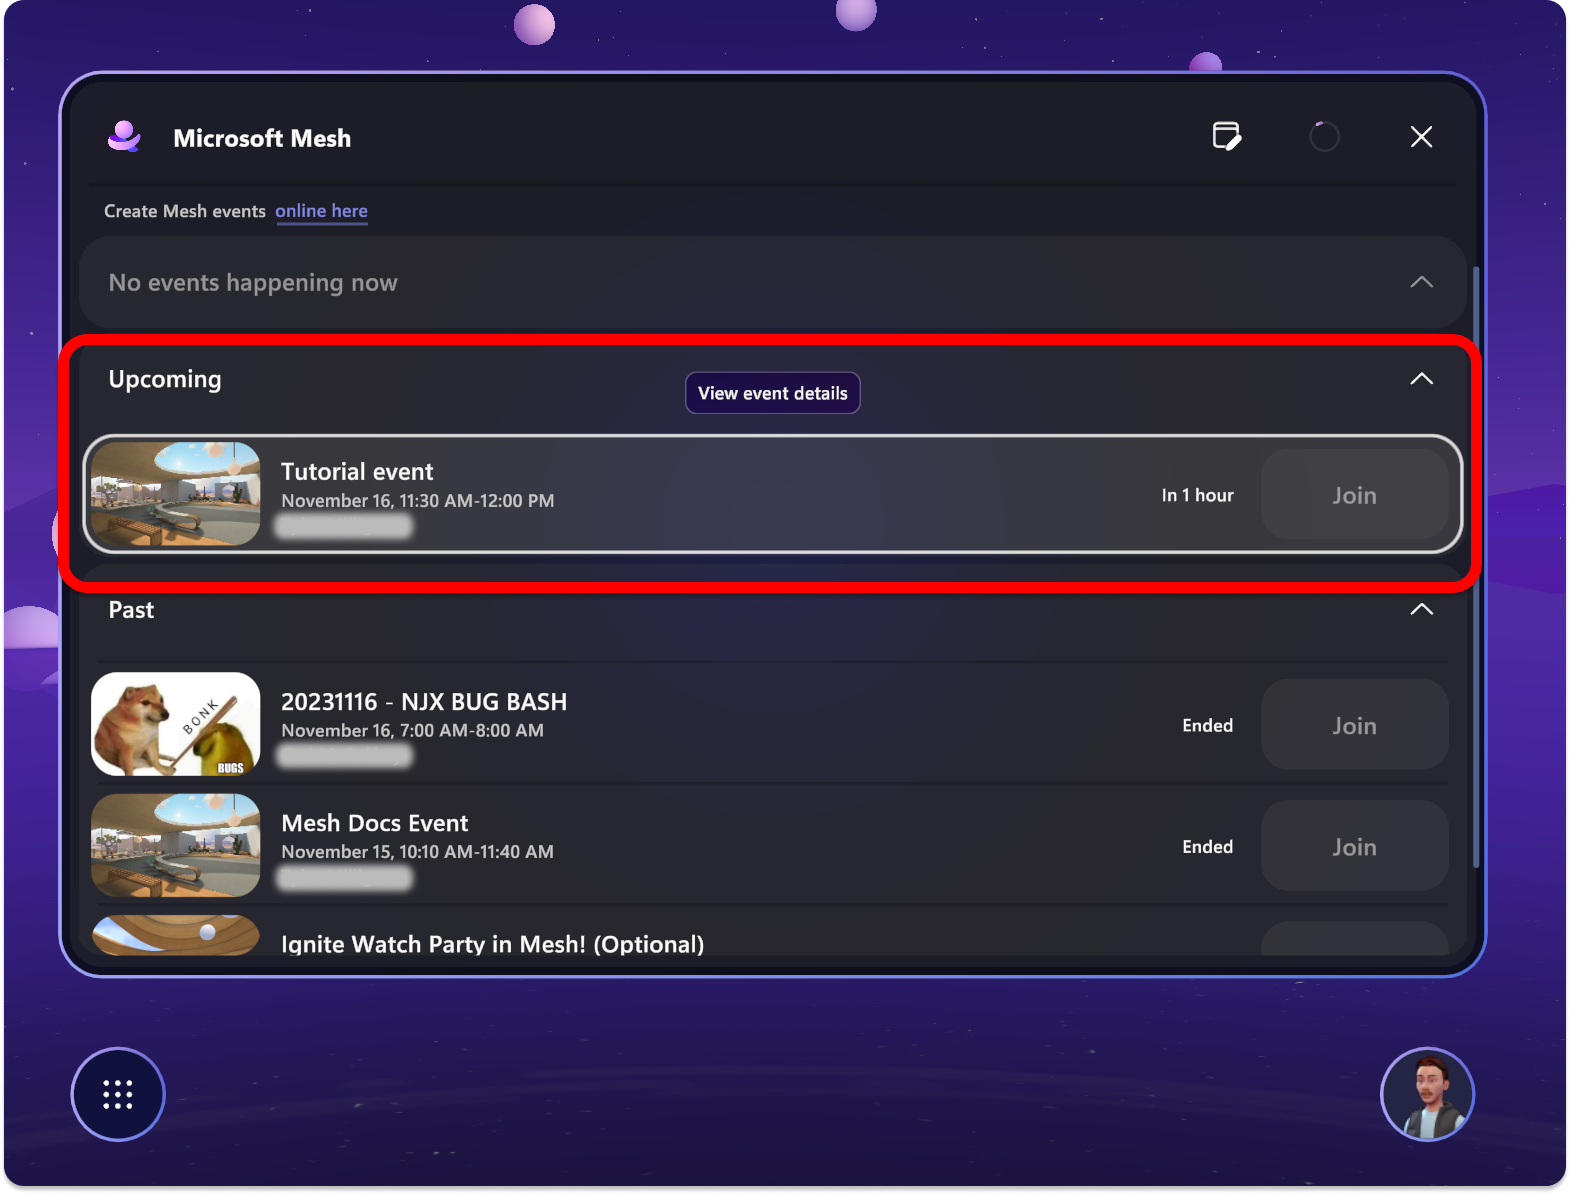 Microsoft Mesh
Create Mesh events online here
No events happening now
Upcoming
View event details
Tutorial event
November 16, 11:30 AM-12:00 PM
In 1 hour
Join
Past
BONK
BUGS
20231116 - NJX BUG BASH
November 16, 7:00 AM-8:00 AM
Ended
Join
Mesh Docs Event
November 15, 10:10 AM-11:40 AM
Ended
Join
Ignite Watch Party in Mesh! (Optional)